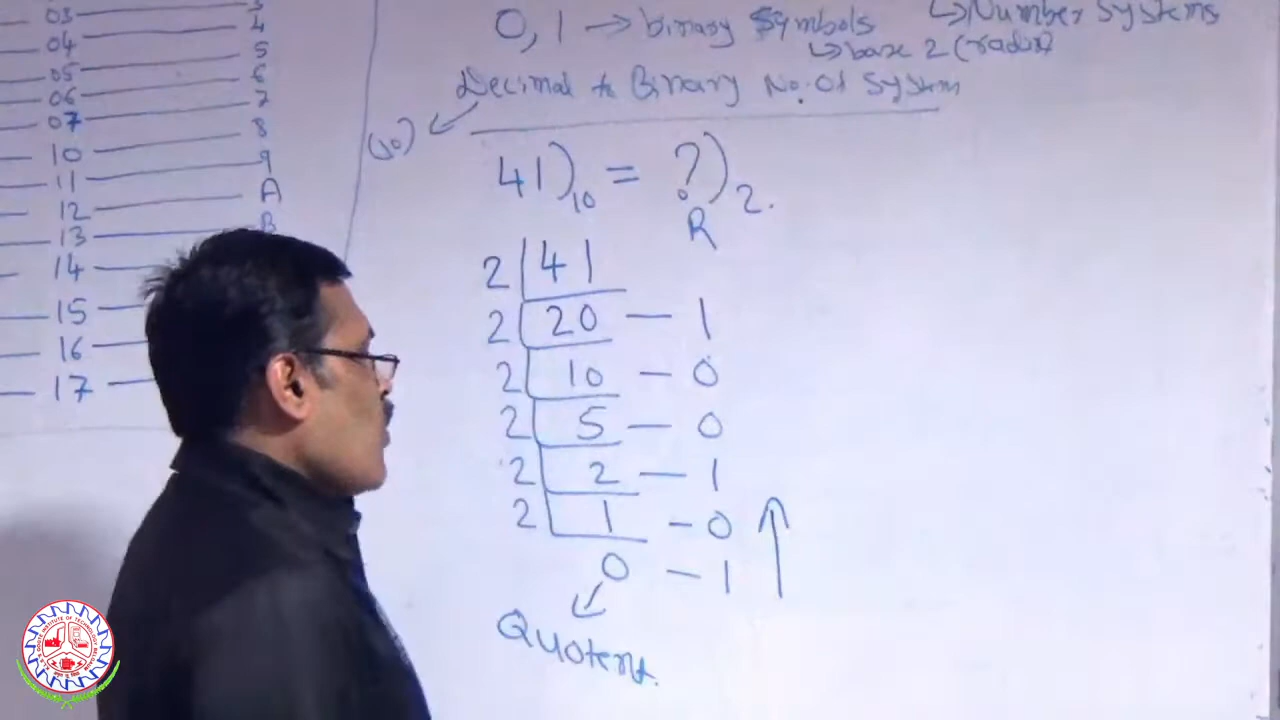 03 — 3
04 — 4
05 — 5
06 — 6
07 — 7
10 — 8
11 — 9
12 — A
13 — B
14 —
15 —
16 —
17 —
0, 1 → binary Symbols
↳ Number Systems
↳ base 2 (radix)
Decimal to Binary No. Of System
(10)
41)10 = ?)2.
R
2 | 41
2 | 20 — 1
2 | 10 — 0
2 | 5 — 0
2 | 2 — 1
2 | 1 — 0
0 — 1
Quotent.